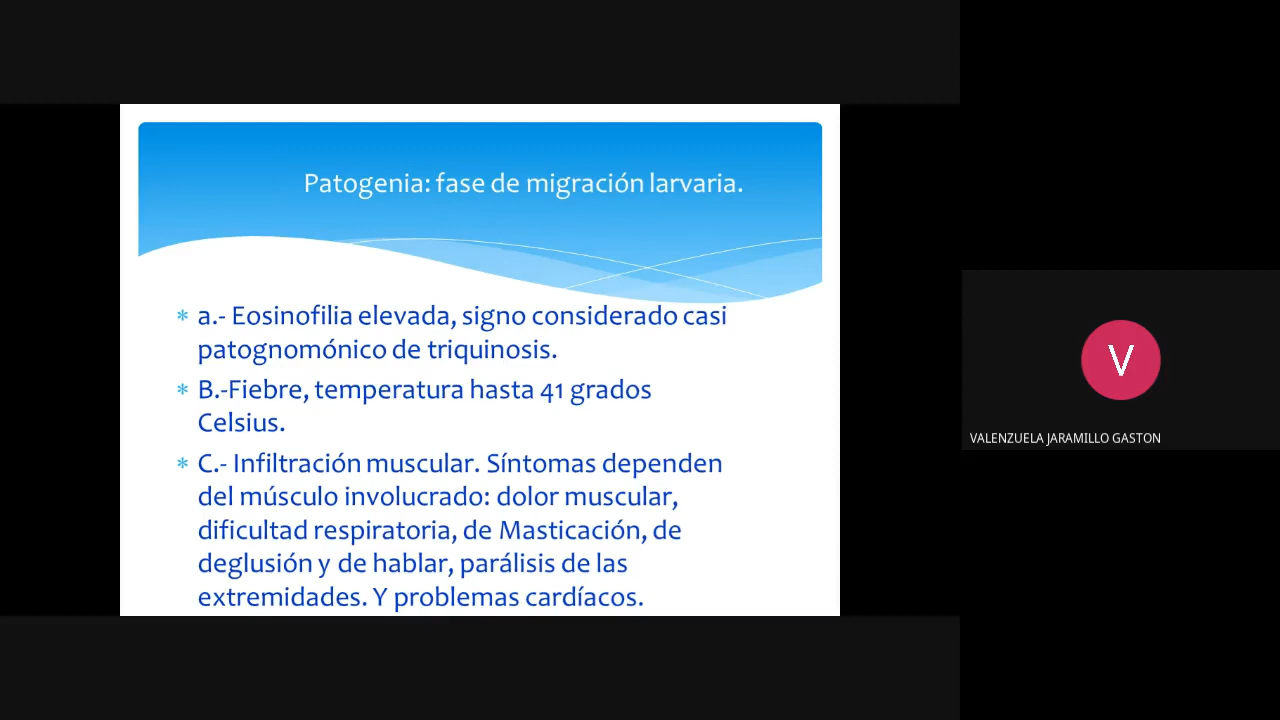 Patogenia: fase de migración larvaria.
* a.- Eosinofilia elevada, signo considerado casi
patognomónico de triquinosis.
* B.-Fiebre, temperatura hasta 41 grados
Celsius.
* C.- Infiltración muscular. Síntomas dependen
del músculo involucrado: dolor muscular,
dificultad respiratoria, de Masticación, de
deglusión y de hablar, parálisis de las
extremidades. Y problemas cardíacos.
V
VALENZUELA JARAMILLO GASTON